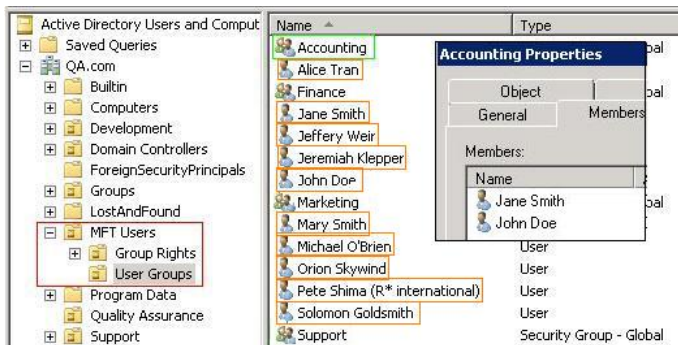 Active Directory Users and Comput
Saved Queries
QA.com
Builtin
Computers
Development
Domain Controllers
ForeignSecurityPrincipals
Groups
LostAndFound
MFT Users
Group Rights
User Groups
Program Data
Quality Assurance
Support
Name
Type
Accounting
Alice Tran
Finance
Jane Smith
Jeffery Weir
Jeremiah Klepper
John Doe
Marketing
Mary Smith
Michael O'Brien
User
Orion Skywind
User
Pete Shima (R* international)
User
Solomon Goldsmith
User
Support
Security Group - Global
Accounting Properties
Object
General
Members
Members:
Name
Jane Smith
John Doe